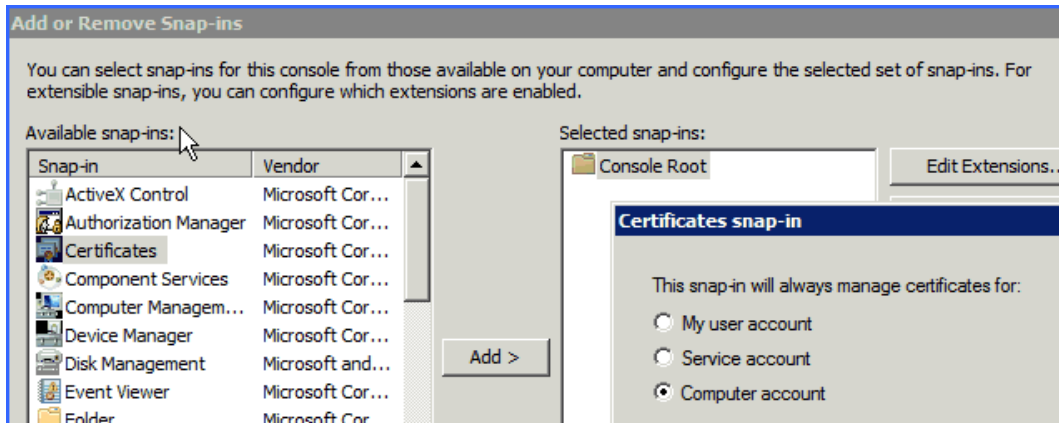 Add or Remove Snap-ins
You can select snap-ins for this console from those available on your computer and configure the selected set of snap-ins. For
extensible snap-ins, you can configure which extensions are enabled.
Available snap-ins:
Selected snap-ins:
Snap-in Vendor
ActiveX Control Microsoft Cor...
Authorization Manager Microsoft Cor...
Certificates Microsoft Cor...
Component Services Microsoft Cor...
Computer Managem... Microsoft Cor...
Device Manager Microsoft Cor...
Disk Management Microsoft and...
Event Viewer Microsoft Cor...
Folder Microsoft Cor
Add >
Console Root
Edit Extensions..
Certificates snap-in
This snap-in will always manage certificates for:
My user account
Service account
Computer account